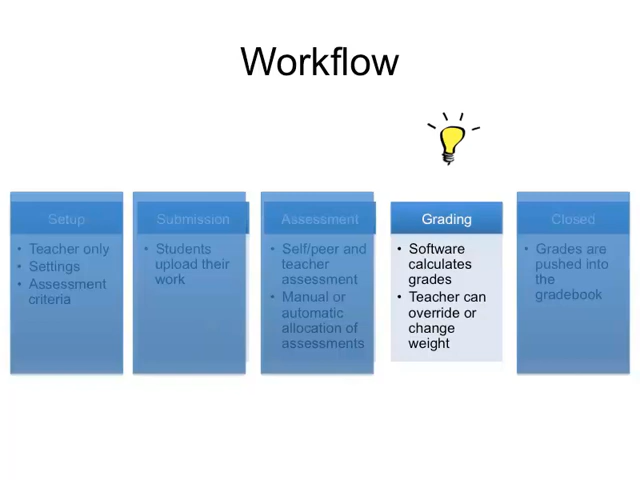 Workflow
Setup
• Teacher only
• Settings
• Assessment
criteria
Submission
• Students
upload their
work
Assessment
• Self/peer and
teacher
assessment
• Manual or
automatic
allocation of
assessments
Grading
• Software
calculates
grades
• Teacher can
override or
change
weight
Closed
• Grades are
pushed into
the
gradebook